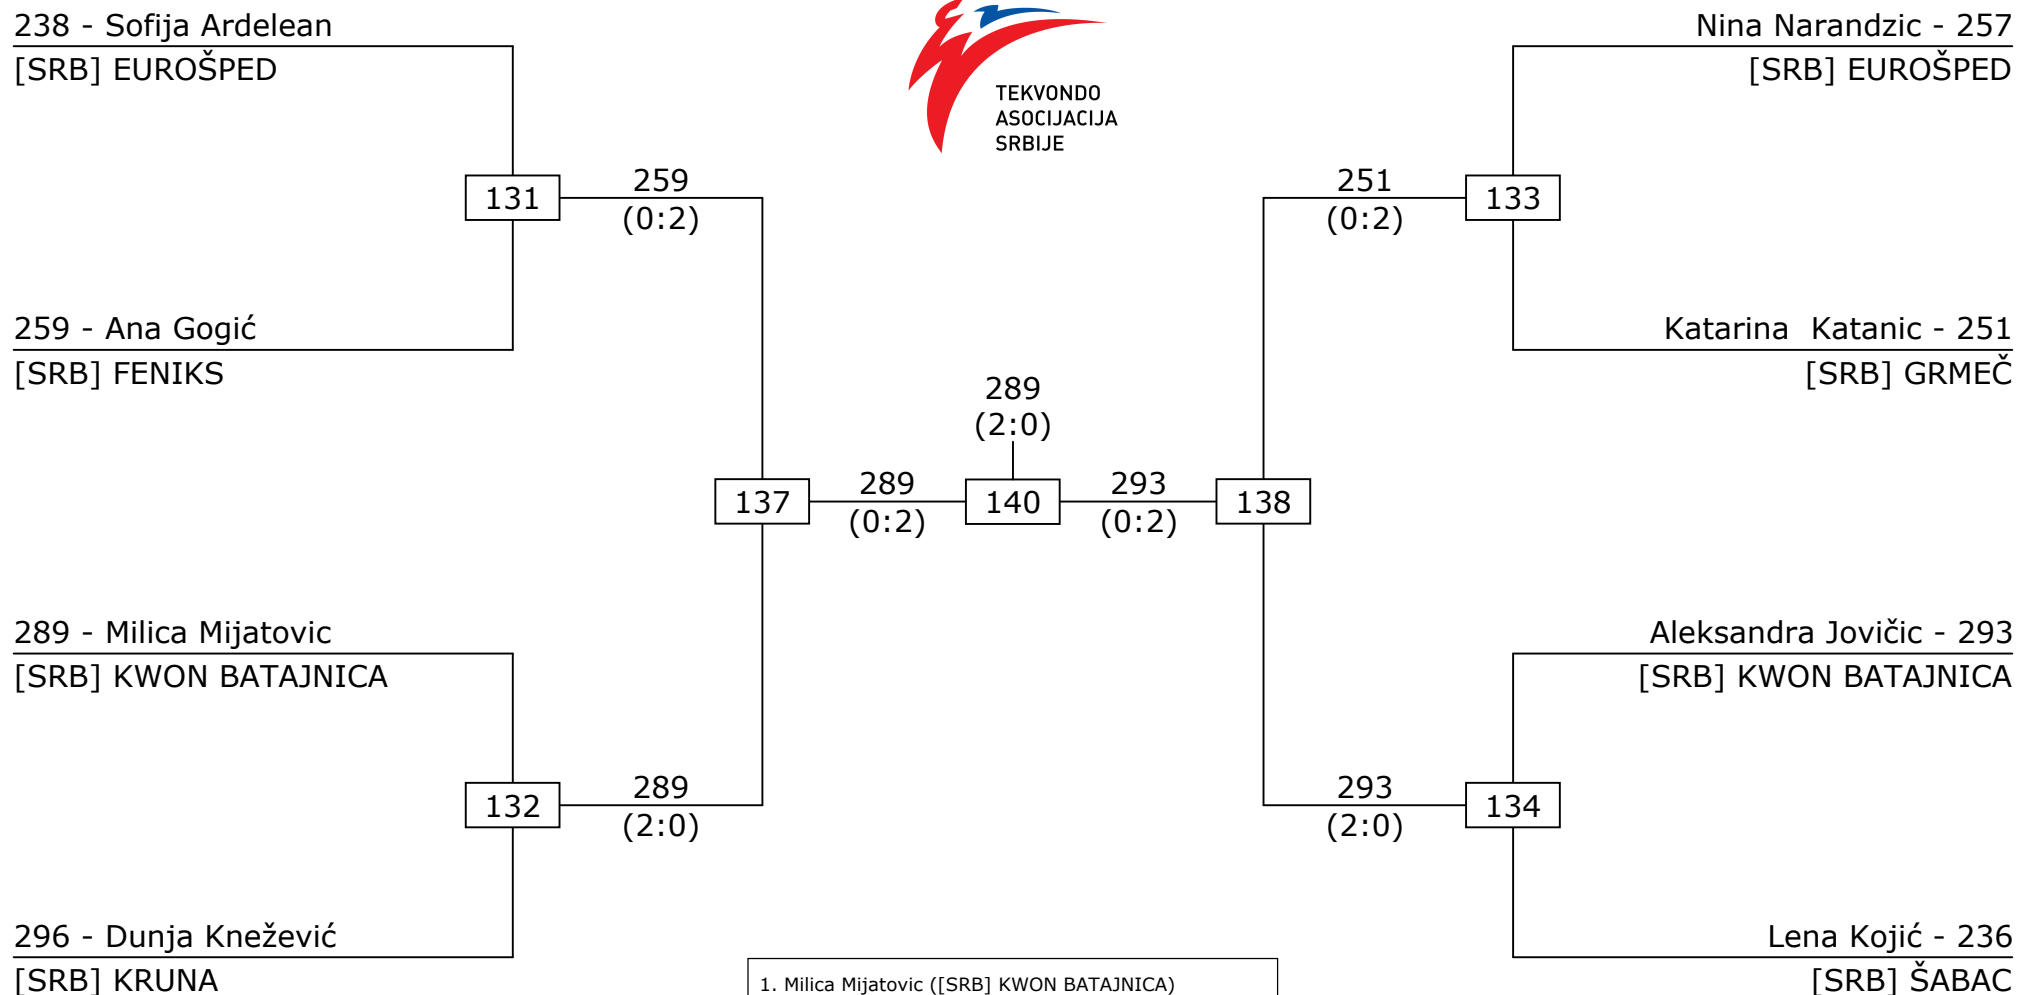 238 - Sofija Ardelean
[SRB] EUROŠPED
TEKVONDO
ASOCIJACIJA
SRBIJE
Nina Narandzic - 257
[SRB] EUROŠPED
131
259
(0:2)
251
(0:2)
133
259 - Ana Gogić
[SRB] FENIKS
Katarina  Katanic - 251
[SRB] GRMEČ
289
(2:0)
137
289
(0:2)
140
293
(0:2)
138
289 - Milica Mijatovic
[SRB] KWON BATAJNICA
Aleksandra Jovičic - 293
[SRB] KWON BATAJNICA
132
289
(2:0)
293
(2:0)
134
296 - Dunja Knežević
[SRB] KRUNA
Lena Kojić - 236
[SRB] ŠABAC
1. Milica Mijatovic ([SRB] KWON BATAJNICA)